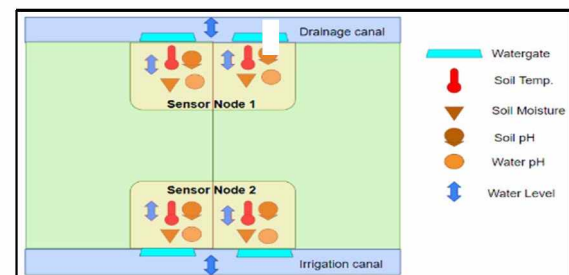 Drainage canal
Sensor Node 1
Sensor Node 2
Irrigation canal
Watergate
Soil Temp.
Soil Moisture
Soil pH
Water pH
Water Level